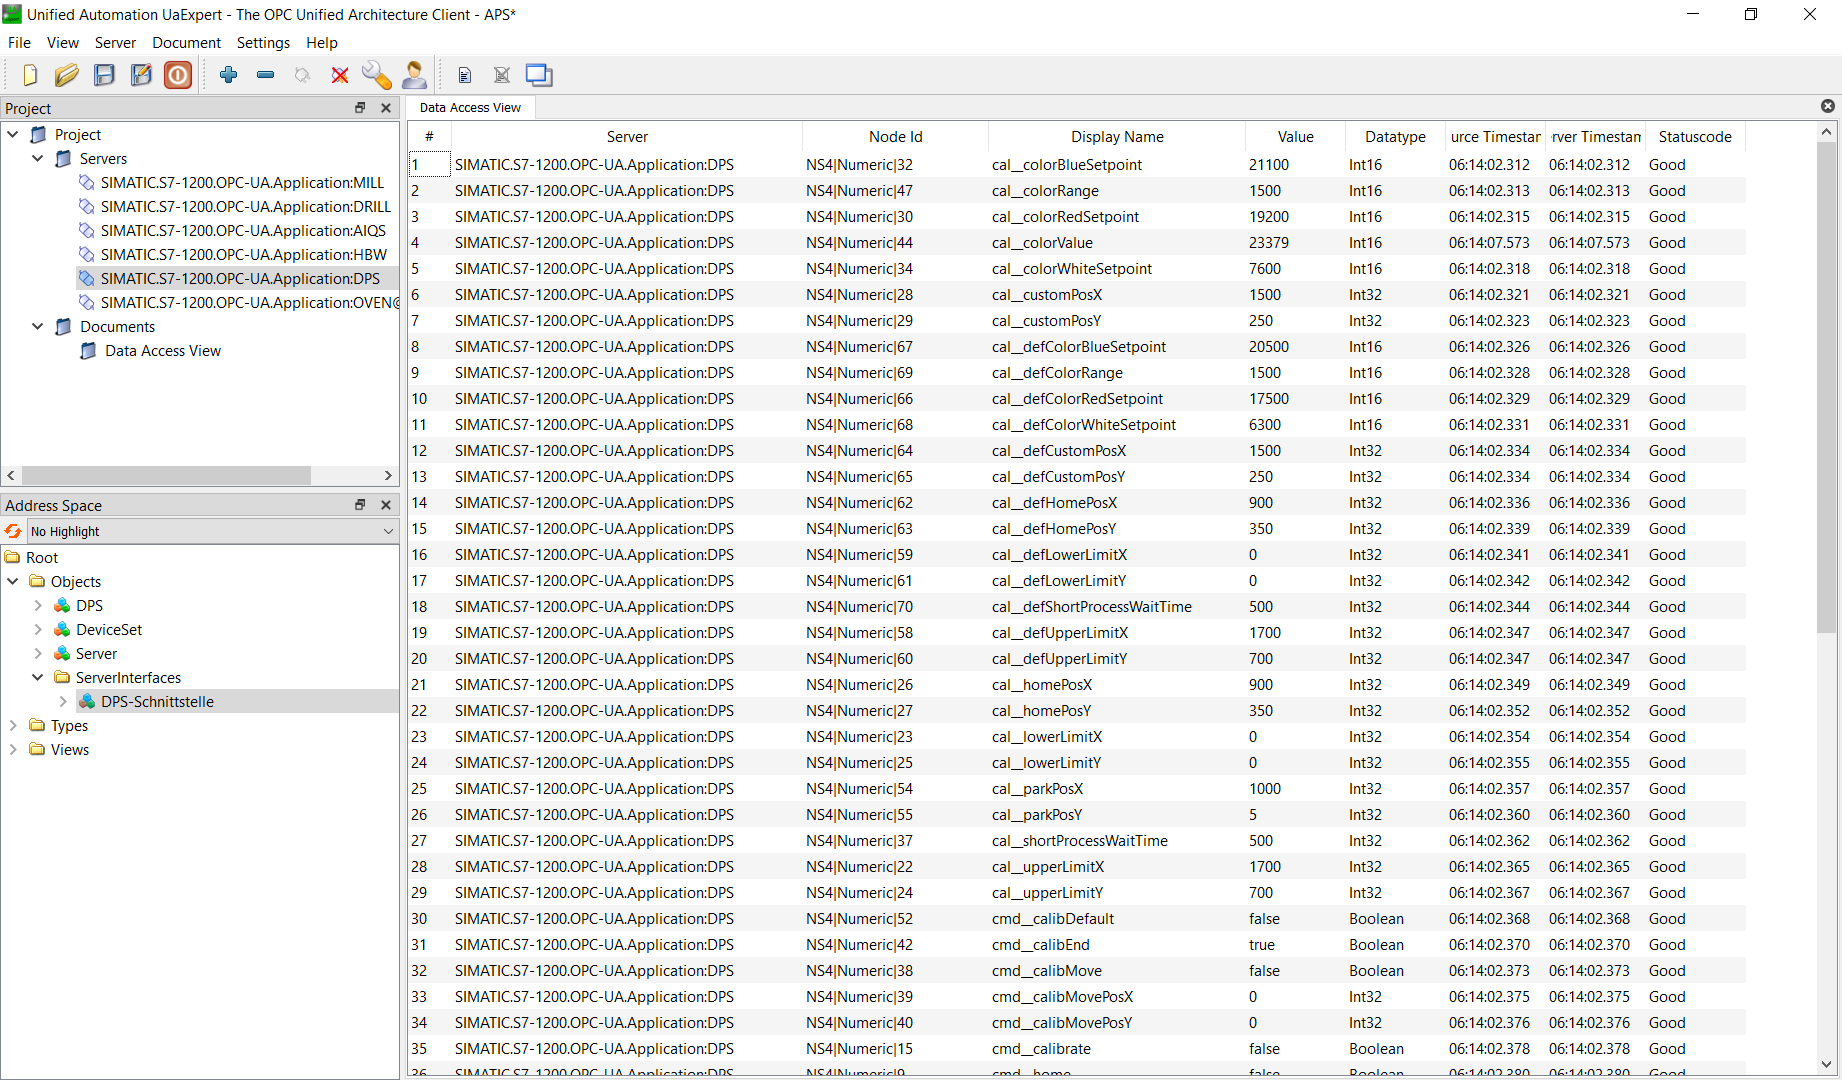 Unified Automation UaExpert - The OPC Unified Architecture Client - APS*
File View Server Document Settings Help
Project
Project
Servers
SIMATIC.S7-1200.OPC-UA.Application:MILL
SIMATIC.S7-1200.OPC-UA.Application:DRILL
SIMATIC.S7-1200.OPC-UA.Application:AIQS
SIMATIC.S7-1200.OPC-UA.Application:HBW
SIMATIC.S7-1200.OPC-UA.Application:DPS
SIMATIC.S7-1200.OPC-UA.Application:OVEN@
Documents
Data Access View
Address Space
No Highlight
Root
Objects
DPS
DeviceSet
Server
ServerInterfaces
DPS-Schnittstelle
Types
Views
Data Access View
# Server Node Id Display Name Value Datatype urce Timestan rver Timestan Statuscode
1 SIMATIC.S7-1200.OPC-UA.Application:DPS NS4|Numeric|32 cal__colorBlueSetpoint 21100 Int16 06:14:02.312 06:14:02.312 Good
2 SIMATIC.S7-1200.OPC-UA.Application:DPS NS4|Numeric|47 cal__colorRange 1500 Int16 06:14:02.313 06:14:02.313 Good
3 SIMATIC.S7-1200.OPC-UA.Application:DPS NS4|Numeric|30 cal__colorRedSetpoint 19200 Int16 06:14:02.315 06:14:02.315 Good
4 SIMATIC.S7-1200.OPC-UA.Application:DPS NS4|Numeric|44 cal__colorValue 23379 Int16 06:14:07.573 06:14:07.573 Good
5 SIMATIC.S7-1200.OPC-UA.Application:DPS NS4|Numeric|34 cal__colorWhiteSetpoint 7600 Int16 06:14:02.318 06:14:02.318 Good
6 SIMATIC.S7-1200.OPC-UA.Application:DPS NS4|Numeric|28 cal__customPosX 1500 Int32 06:14:02.321 06:14:02.321 Good
7 SIMATIC.S7-1200.OPC-UA.Application:DPS NS4|Numeric|29 cal__customPosY 250 Int32 06:14:02.323 06:14:02.323 Good
8 SIMATIC.S7-1200.OPC-UA.Application:DPS NS4|Numeric|67 cal__defColorBlueSetpoint 20500 Int16 06:14:02.326 06:14:02.326 Good
9 SIMATIC.S7-1200.OPC-UA.Application:DPS NS4|Numeric|69 cal__defColorRange 1500 Int16 06:14:02.328 06:14:02.328 Good
10 SIMATIC.S7-1200.OPC-UA.Application:DPS NS4|Numeric|66 cal__defColorRedSetpoint 17500 Int16 06:14:02.329 06:14:02.329 Good
11 SIMATIC.S7-1200.OPC-UA.Application:DPS NS4|Numeric|68 cal__defColorWhiteSetpoint 6300 Int16 06:14:02.331 06:14:02.331 Good
12 SIMATIC.S7-1200.OPC-UA.Application:DPS NS4|Numeric|64 cal__defCustomPosX 1500 Int32 06:14:02.334 06:14:02.334 Good
13 SIMATIC.S7-1200.OPC-UA.Application:DPS NS4|Numeric|65 cal__defCustomPosY 250 Int32 06:14:02.334 06:14:02.334 Good
14 SIMATIC.S7-1200.OPC-UA.Application:DPS NS4|Numeric|62 cal__defHomePosX 900 Int32 06:14:02.336 06:14:02.336 Good
15 SIMATIC.S7-1200.OPC-UA.Application:DPS NS4|Numeric|63 cal__defHomePosY 350 Int32 06:14:02.339 06:14:02.339 Good
16 SIMATIC.S7-1200.OPC-UA.Application:DPS NS4|Numeric|59 cal__defLowerLimitX 0 Int32 06:14:02.341 06:14:02.341 Good
17 SIMATIC.S7-1200.OPC-UA.Application:DPS NS4|Numeric|61 cal__defLowerLimitY 0 Int32 06:14:02.342 06:14:02.342 Good
18 SIMATIC.S7-1200.OPC-UA.Application:DPS NS4|Numeric|70 cal__defShortProcessWaitTime 500 Int32 06:14:02.344 06:14:02.344 Good
19 SIMATIC.S7-1200.OPC-UA.Application:DPS NS4|Numeric|58 cal__defUpperLimitX 1700 Int32 06:14:02.347 06:14:02.347 Good
20 SIMATIC.S7-1200.OPC-UA.Application:DPS NS4|Numeric|60 cal__defUpperLimitY 700 Int32 06:14:02.347 06:14:02.347 Good
21 SIMATIC.S7-1200.OPC-UA.Application:DPS NS4|Numeric|26 cal__homePosX 900 Int32 06:14:02.349 06:14:02.349 Good
22 SIMATIC.S7-1200.OPC-UA.Application:DPS NS4|Numeric|27 cal__homePosY 350 Int32 06:14:02.352 06:14:02.352 Good
23 SIMATIC.S7-1200.OPC-UA.Application:DPS NS4|Numeric|23 cal__lowerLimitX 0 Int32 06:14:02.354 06:14:02.354 Good
24 SIMATIC.S7-1200.OPC-UA.Application:DPS NS4|Numeric|25 cal__lowerLimitY 0 Int32 06:14:02.355 06:14:02.355 Good
25 SIMATIC.S7-1200.OPC-UA.Application:DPS NS4|Numeric|54 cal__parkPosX 1000 Int32 06:14:02.357 06:14:02.357 Good
26 SIMATIC.S7-1200.OPC-UA.Application:DPS NS4|Numeric|55 cal__parkPosY 5 Int32 06:14:02.360 06:14:02.360 Good
27 SIMATIC.S7-1200.OPC-UA.Application:DPS NS4|Numeric|37 cal__shortProcessWaitTime 500 Int32 06:14:02.362 06:14:02.362 Good
28 SIMATIC.S7-1200.OPC-UA.Application:DPS NS4|Numeric|22 cal__upperLimitX 1700 Int32 06:14:02.365 06:14:02.365 Good
29 SIMATIC.S7-1200.OPC-UA.Application:DPS NS4|Numeric|24 cal__upperLimitY 700 Int32 06:14:02.367 06:14:02.367 Good
30 SIMATIC.S7-1200.OPC-UA.Application:DPS NS4|Numeric|52 cmd__calibDefault false Boolean 06:14:02.368 06:14:02.368 Good
31 SIMATIC.S7-1200.OPC-UA.Application:DPS NS4|Numeric|42 cmd__calibEnd true Boolean 06:14:02.370 06:14:02.370 Good
32 SIMATIC.S7-1200.OPC-UA.Application:DPS NS4|Numeric|38 cmd__calibMove false Boolean 06:14:02.373 06:14:02.373 Good
33 SIMATIC.S7-1200.OPC-UA.Application:DPS NS4|Numeric|39 cmd__calibMovePosX 0 Int32 06:14:02.375 06:14:02.375 Good
34 SIMATIC.S7-1200.OPC-UA.Application:DPS NS4|Numeric|40 cmd__calibMovePosY 0 Int32 06:14:02.376 06:14:02.376 Good
35 SIMATIC.S7-1200.OPC-UA.Application:DPS NS4|Numeric|15 cmd__calibrate false Boolean 06:14:02.378 06:14:02.378 Good
36 SIMATIC.S7-1200.OPC-UA.Application:DPS NS4|Numeric|9 cmd__home false Boolean 06:14:02.380 06:14:02.380 Good